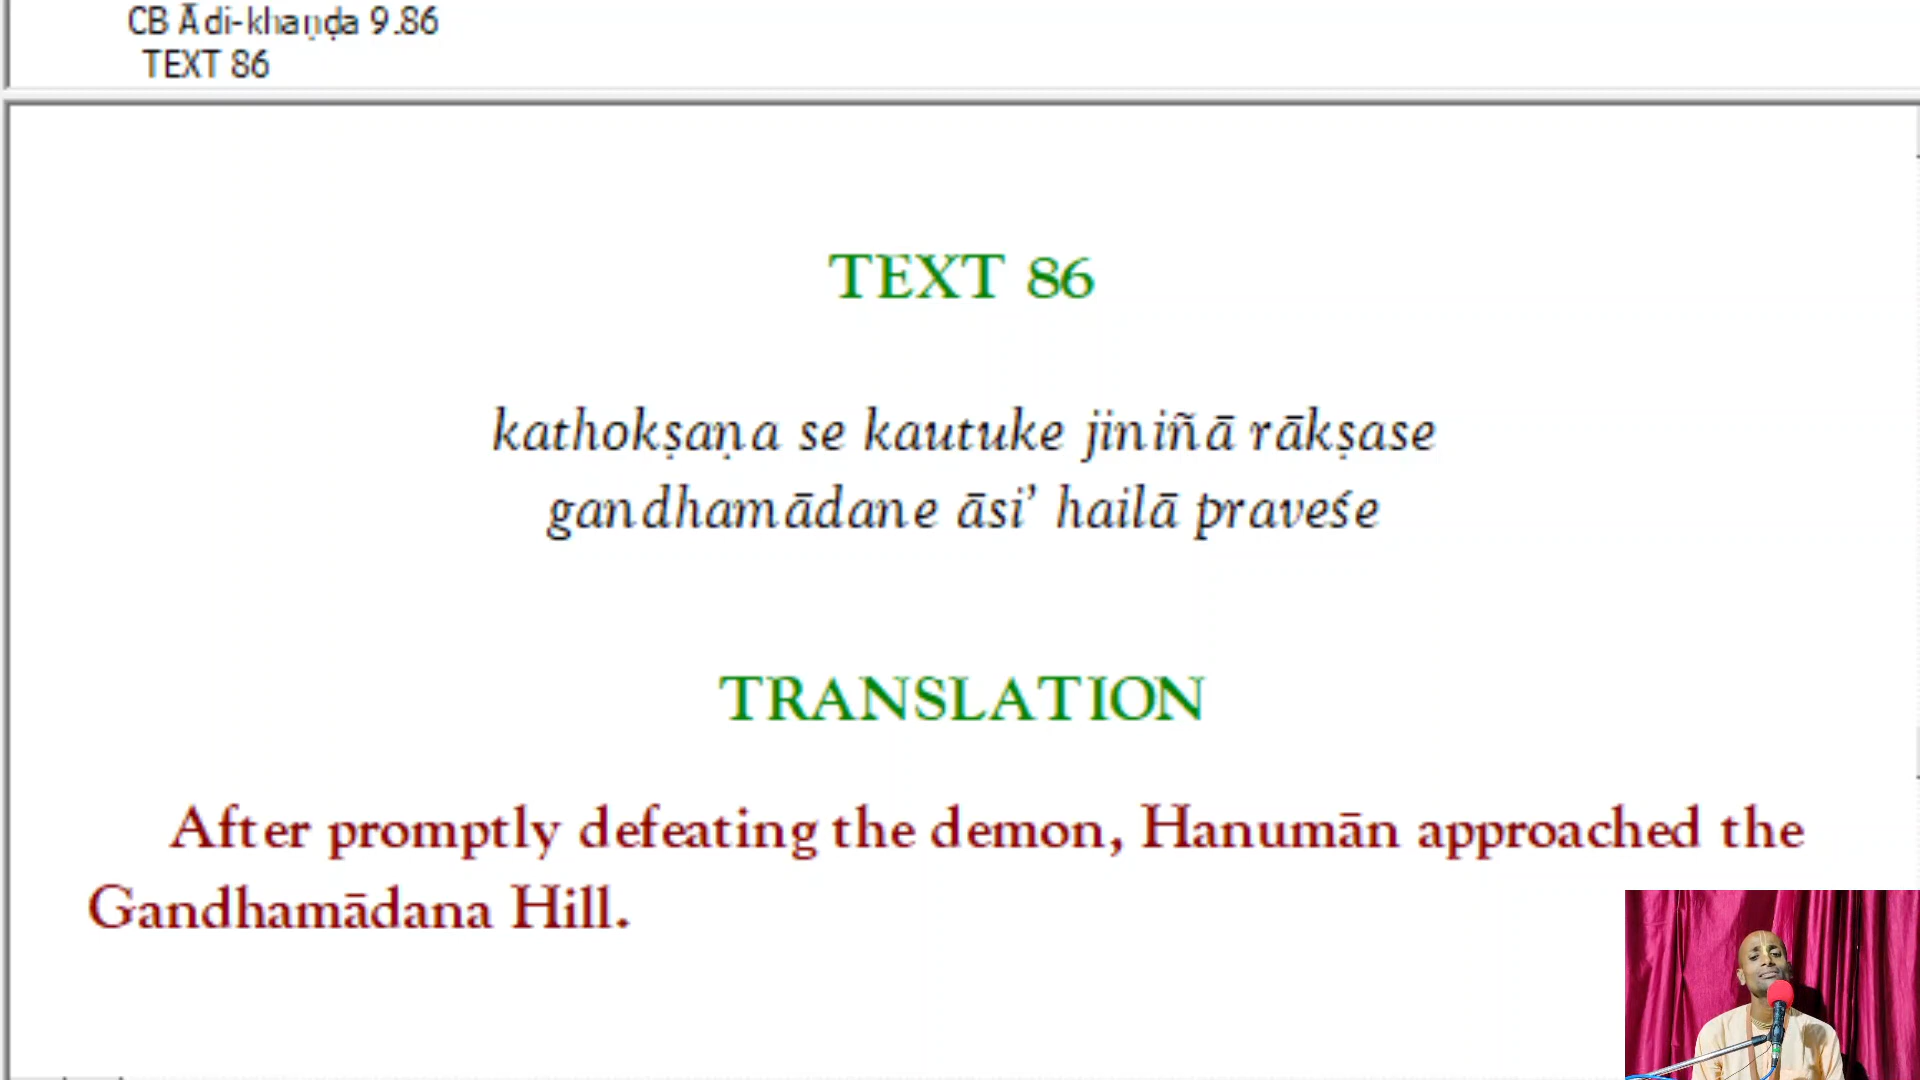 CB Ādi-khaṇḍa 9.86
TEXT 86
TEXT 86
kathokṣaṇa se kautuke jiniñā rākṣase
gandhamādane āsi’ hailā praveśe
TRANSLATION
After promptly defeating the demon, Hanumān approached the
Gandhamādana Hill.